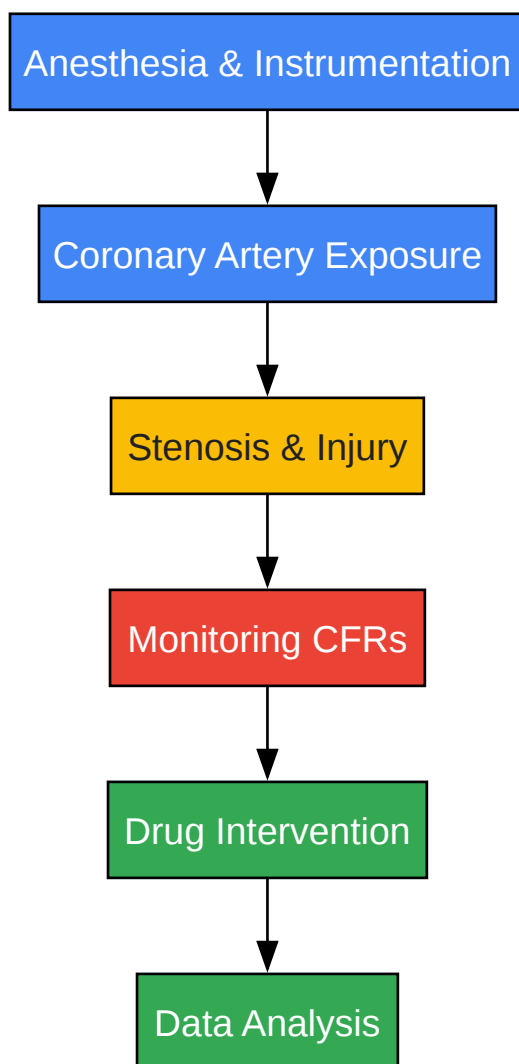 Anesthesia & Instrumentation
Coronary Artery Exposure
Stenosis & Injury
Monitoring CFRs
Drug Intervention
Data Analysis